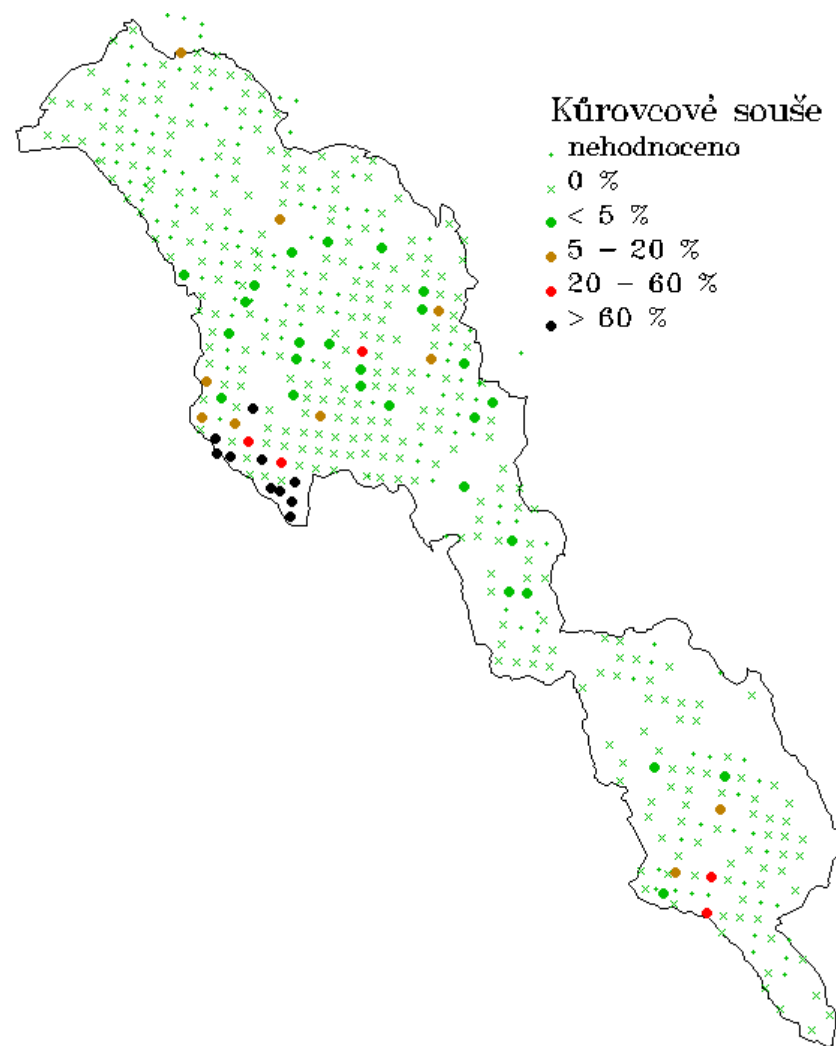 Kůrovcové souše
nehodnoceno
0 %
< 5 %
5 – 20 %
20 – 60 %
> 60 %